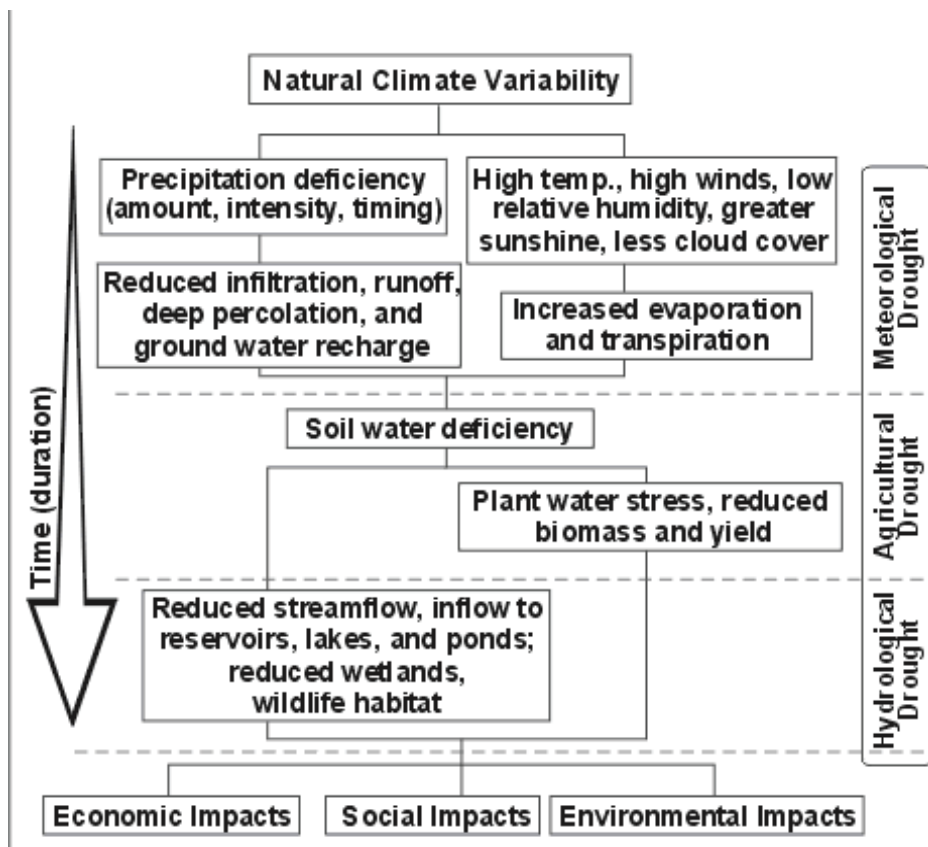 Natural Climate Variability
Precipitation deficiency
(amount, intensity, timing)
High temp., high winds, low
relative humidity, greater
sunshine, less cloud cover
Reduced infiltration, runoff,
deep percolation, and
ground water recharge
Increased evaporation
and transpiration
Meteorological
Drought
Time (duration)
Soil water deficiency
Plant water stress, reduced
biomass and yield
Agricultural
Drought
Reduced streamflow, inflow to
reservoirs, lakes, and ponds;
reduced wetlands,
wildlife habitat
Hydrological
Drought
Economic Impacts
Social Impacts
Environmental Impacts